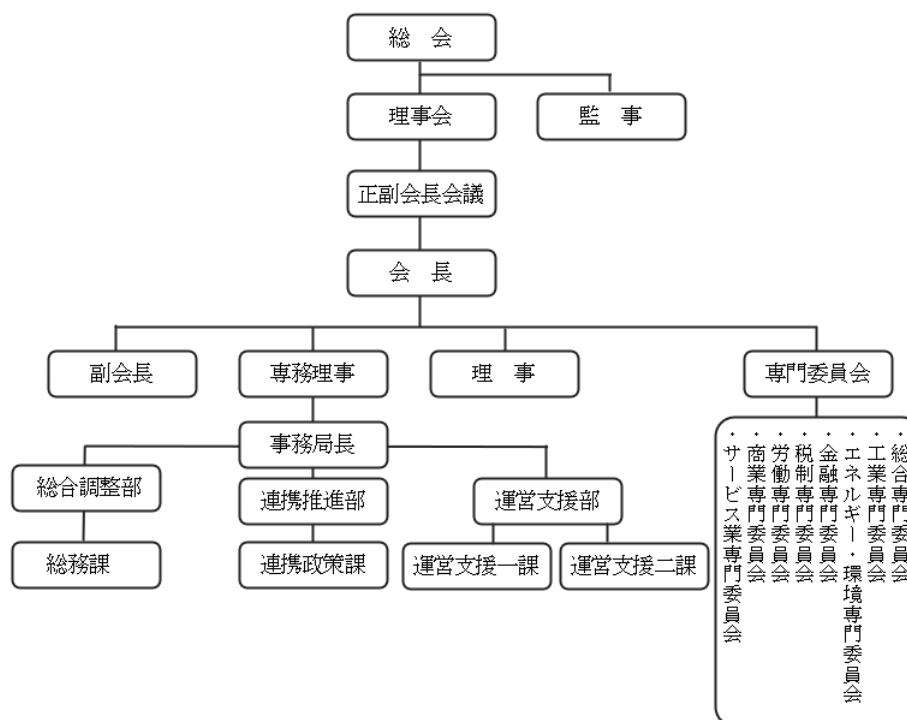 総　会
理事会
監　事
正副会長会議
会　長
副会長
専務理事
理　事
専門委員会
事務局長
総合調整部
連携推進部
運営支援部
総務課
連携政策課
運営支援一課
運営支援二課
・総合専門委員会
・工業専門委員会
・エネルギー・環境専門委員会
・金融専門委員会
・税制専門委員会
・労働専門委員会
・商業専門委員会
・サービス業専門委員会